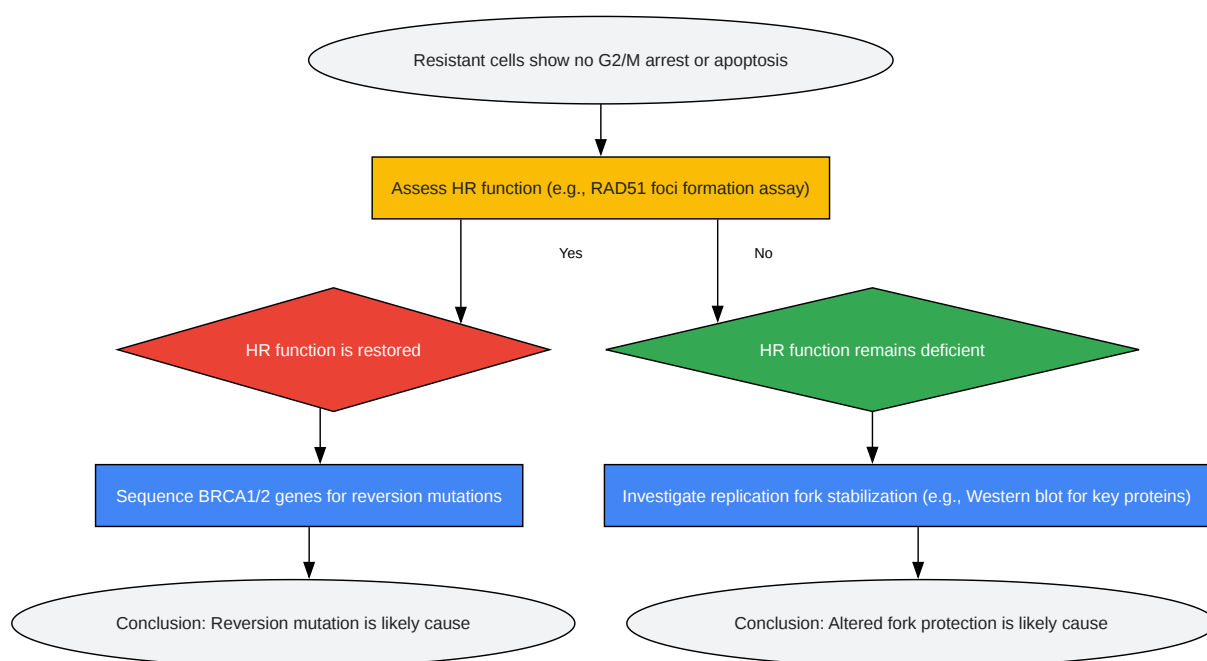 Resistant cells show no G2/M arrest or apoptosis
Assess HR function (e.g., RAD51 foci formation assay)
Yes
No
HR function is restored
HR function remains deficient
Sequence BRCA1/2 genes for reversion mutations
Investigate replication fork stabilization (e.g., Western blot for key proteins)
Conclusion: Reversion mutation is likely cause
Conclusion: Altered fork protection is likely cause